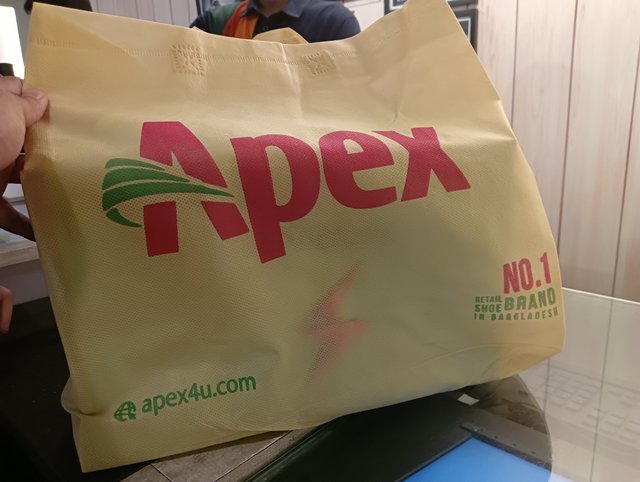 Apex
NO.1
RETAIL SHOE BRAND
IN BANGLADESH
apex4u.com